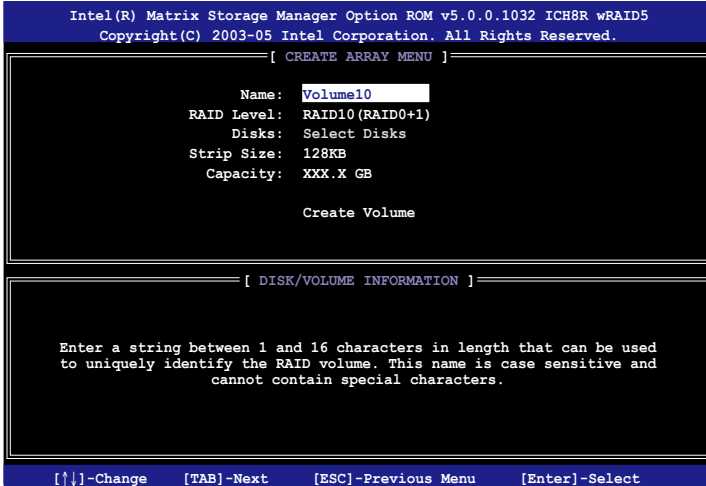 Intel(R) Matrix Storage Manager Option ROM v5.0.0.1032 ICH8R wRAID5
Copyright(C) 2003-05 Intel Corporation. All Rights Reserved.
[ CREATE ARRAY MENU ]
Name: Volume10
RAID Level: RAID10(RAID0+1)
Disks: Select Disks
Strip Size: 128KB
Capacity: XXX.X GB
Create Volume
[ DISK/VOLUME INFORMATION ]
Enter a string between 1 and 16 characters in length that can be used
to uniquely identify the RAID volume. This name is case sensitive and
cannot contain special characters.
[↑↓]-Change [TAB]-Next [ESC]-Previous Menu [Enter]-Select